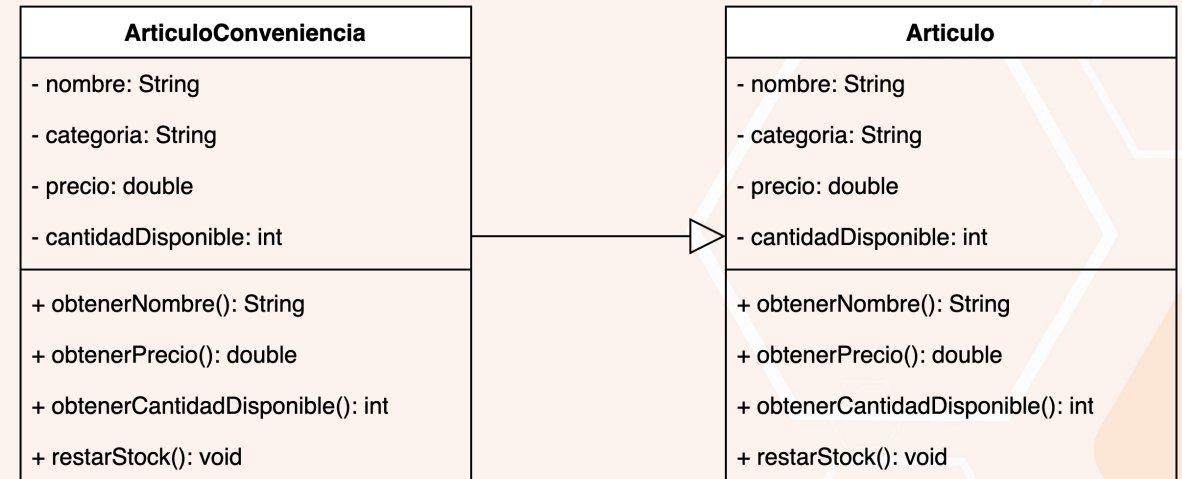 ArticuloConveniencia
- nombre: String
- categoria: String
- precio: double
- cantidadDisponible: int
+ obtenerNombre(): String
+ obtenerPrecio(): double
+ obtenerCantidadDisponible(): int
+ restarStock(): void
Articulo
- nombre: String
- categoria: String
- precio: double
- cantidadDisponible: int
+ obtenerNombre(): String
+ obtenerPrecio(): double
+ obtenerCantidadDisponible(): int
+ restarStock(): void